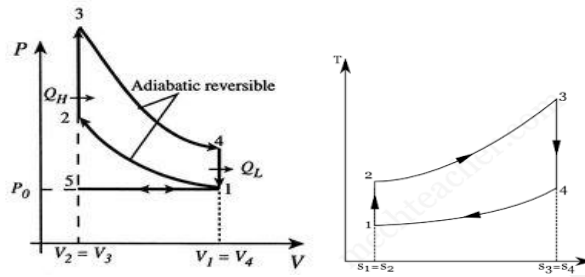 3
P
Adiabatic reversible
Q_H
2
4
Q_L
5
1
P_0
V_2 = V_3
V_1 = V_4
V
T
3
2
4
1
s_1=s_2
s_3=s_4